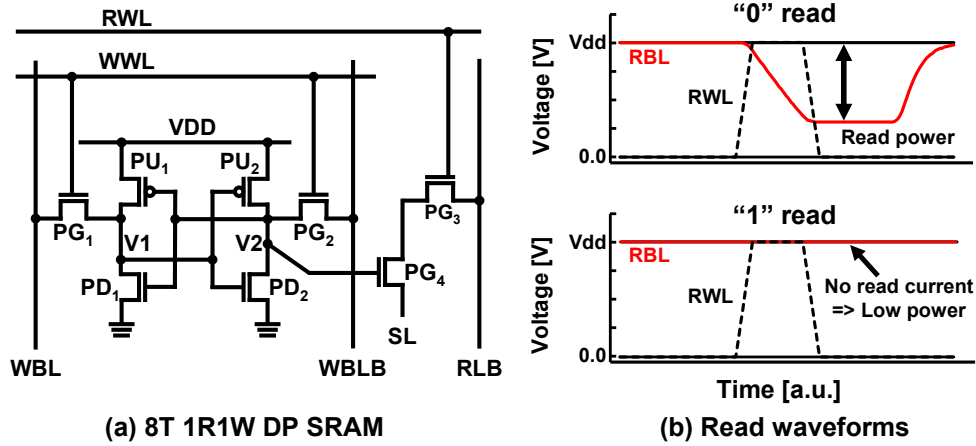 RWL
WWL
VDD
PU1
PU2
PG1
V1
V2
PG2
PG3
PG4
PD1
PD2
SL
WBL
WBLB
RLB
(a) 8T 1R1W DP SRAM
“0” read
Voltage [V]
Vdd
RBL
RWL
Read power
0.0
“1” read
Voltage [V]
Vdd
RBL
RWL
No read current
=> Low power
0.0
Time [a.u.]
(b) Read waveforms